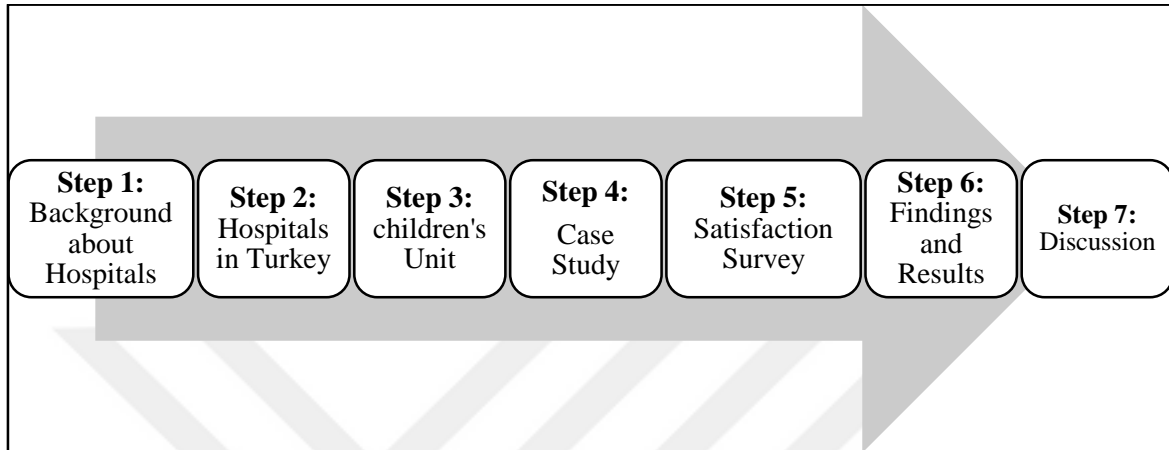 Step 1:
Background
about
Hospitals
Step 2:
Hospitals
in Turkey
Step 3:
children's
Unit
Step 4:
Case
Study
Step 5:
Satisfaction
Survey
Step 6:
Findings
and
Results
Step 7:
Discussion